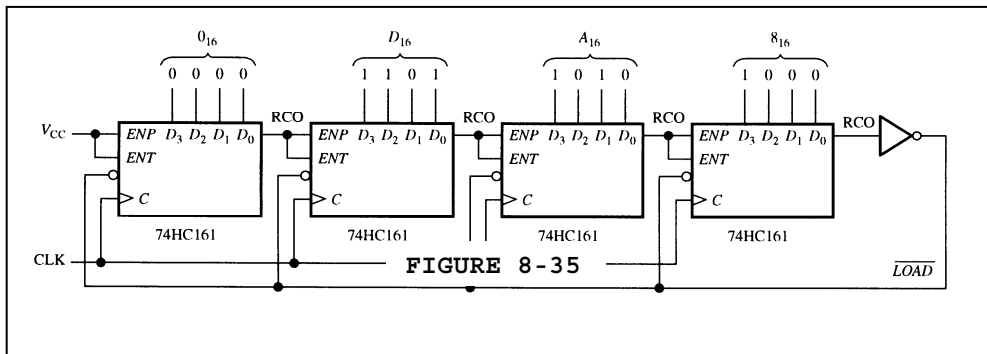 0₁₆ D₁₆ A₁₆ 8₁₆
0 0 0 0 1 1 0 1 1 0 1 0 1 0 0 0
RCO RCO RCO RCO
V_CC ENP D₃ D₂ D₁ D₀ ENP D₃ D₂ D₁ D₀ ENP D₃ D₂ D₁ D₀ ENP D₃ D₂ D₁ D₀
ENT ENT ENT ENT
C C C C
74HC161 74HC161 74HC161 74HC161
CLK FIGURE 8-35 LOAD